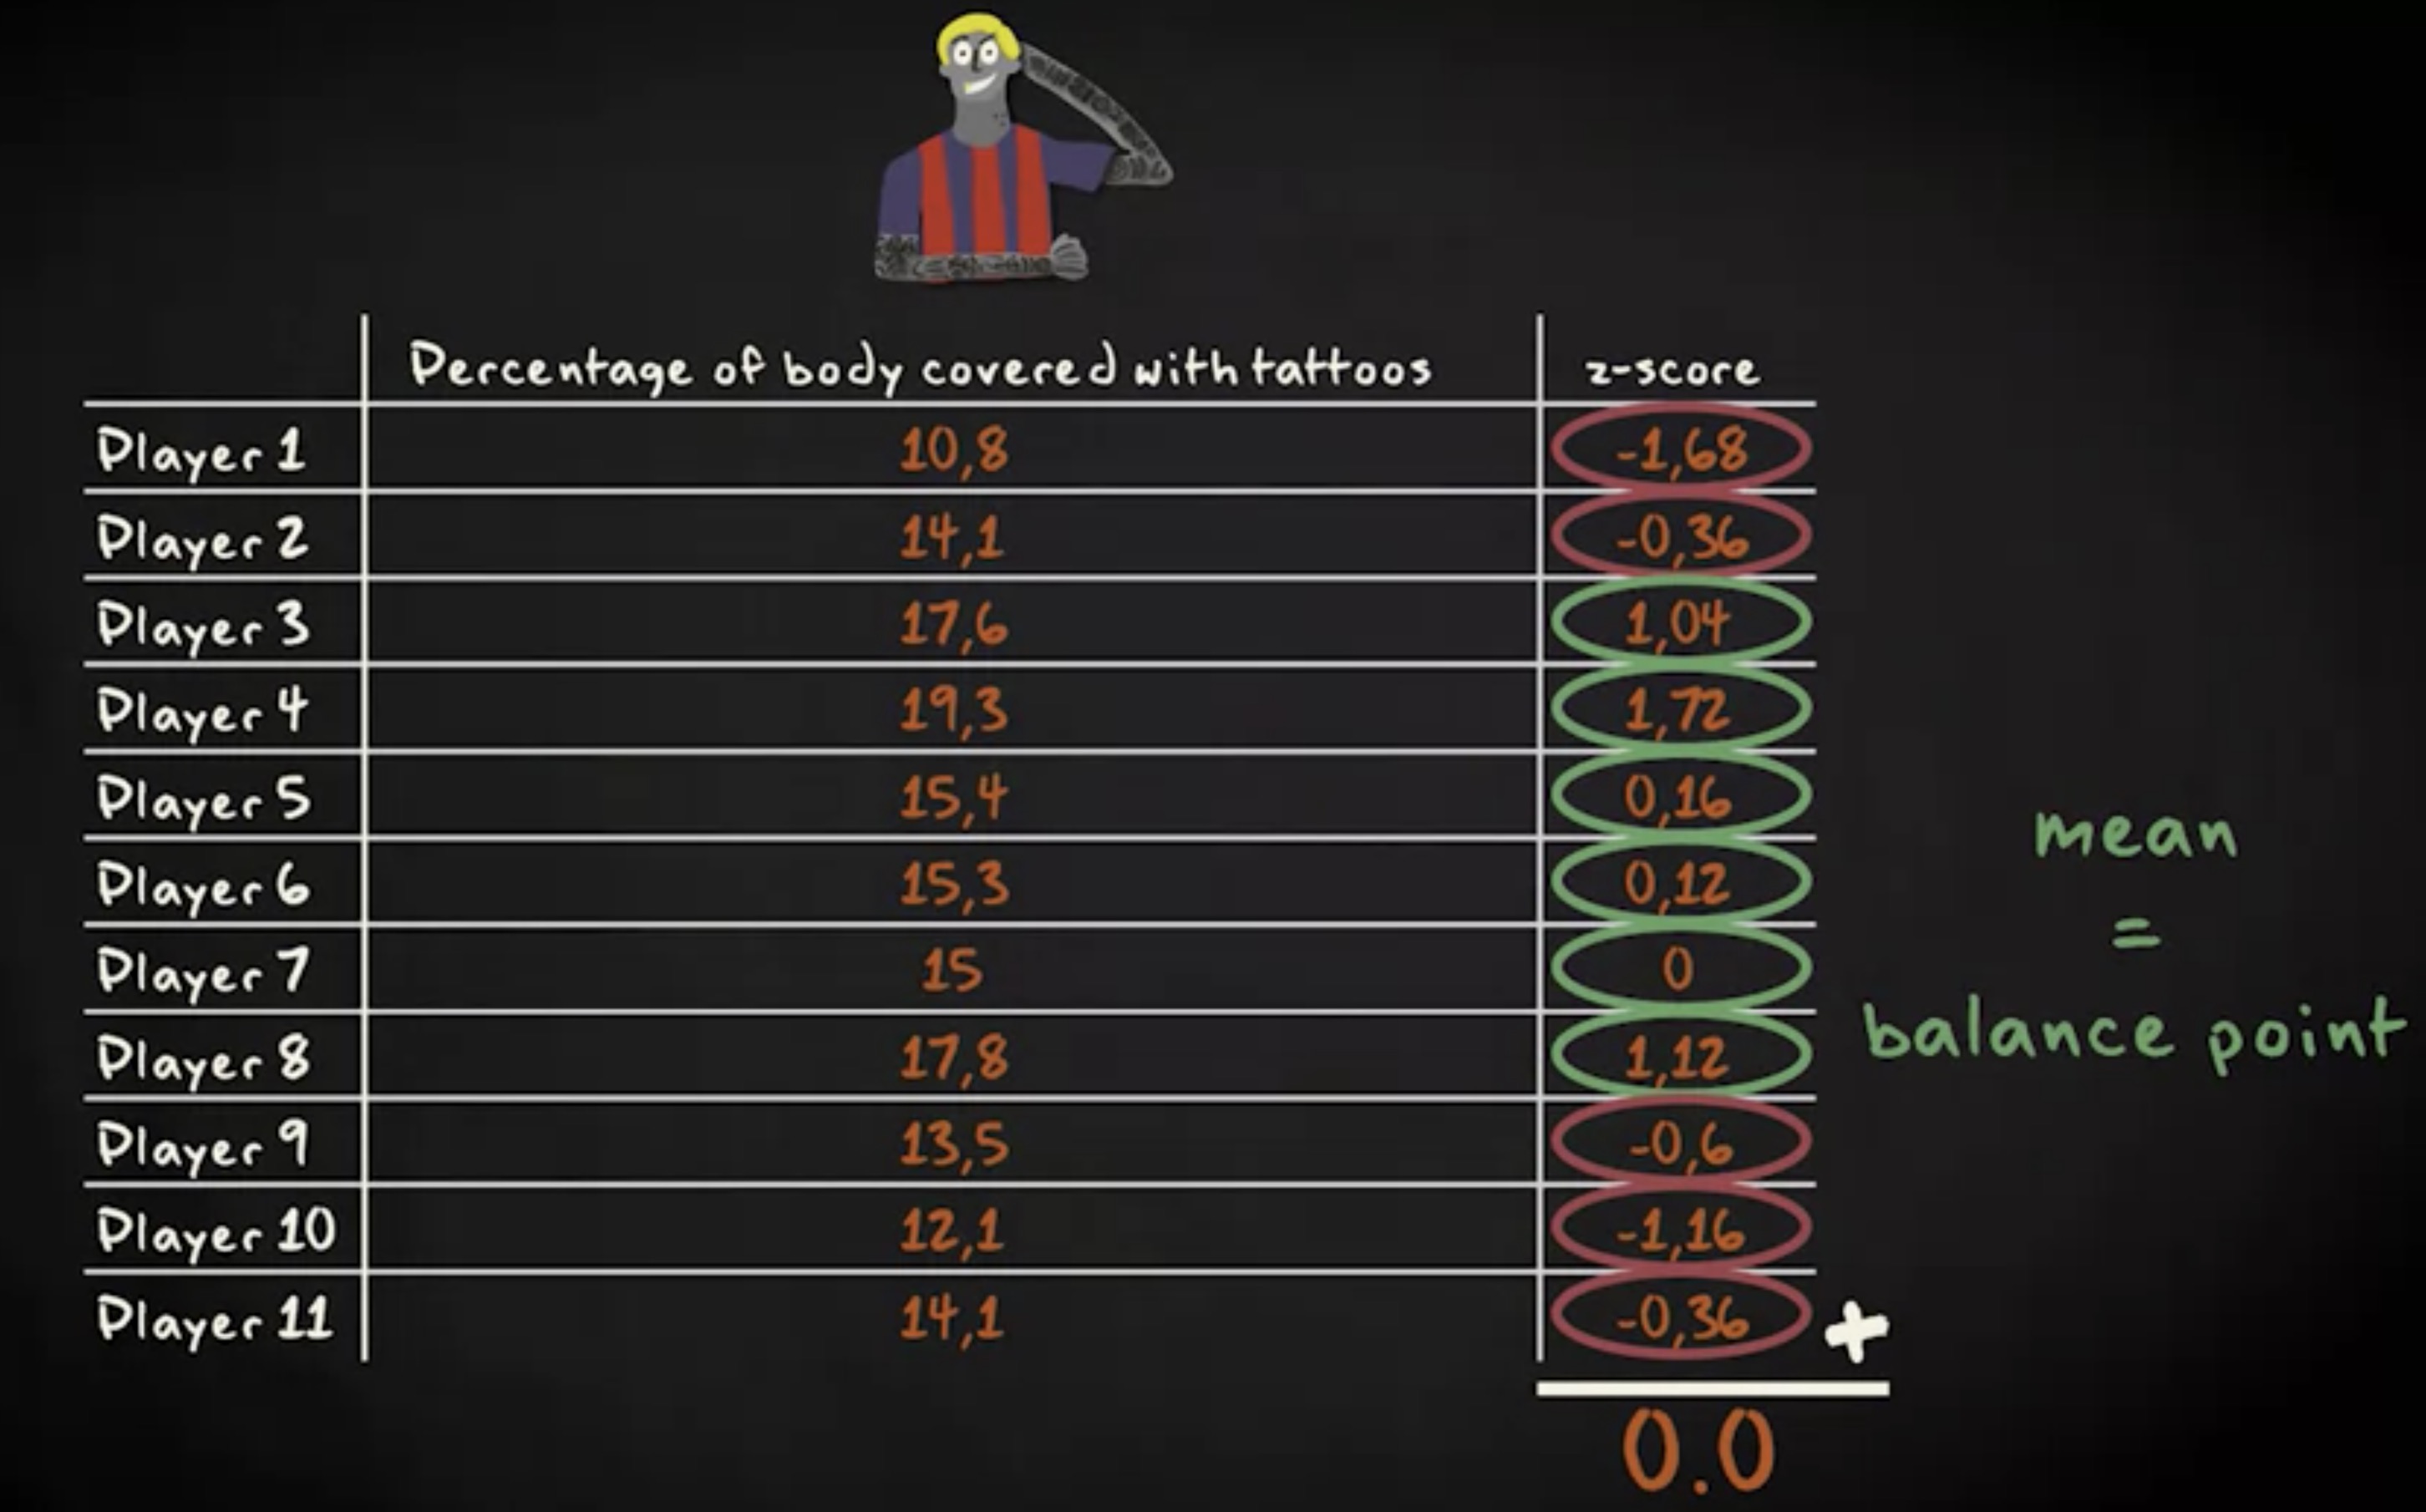 Percentage of body covered with tattoos z-score
Player 1 10,8 -1,68
Player 2 14,1 -0,36
Player 3 17,6 1,04
Player 4 19,3 1,72
Player 5 15,4 0,16
Player 6 15,3 0,12
Player 7 15 0
Player 8 17,8 1,12
Player 9 13,5 -0,6
Player 10 12,1 -1,16
Player 11 14,1 -0,36 +
0.0
mean
=
balance point